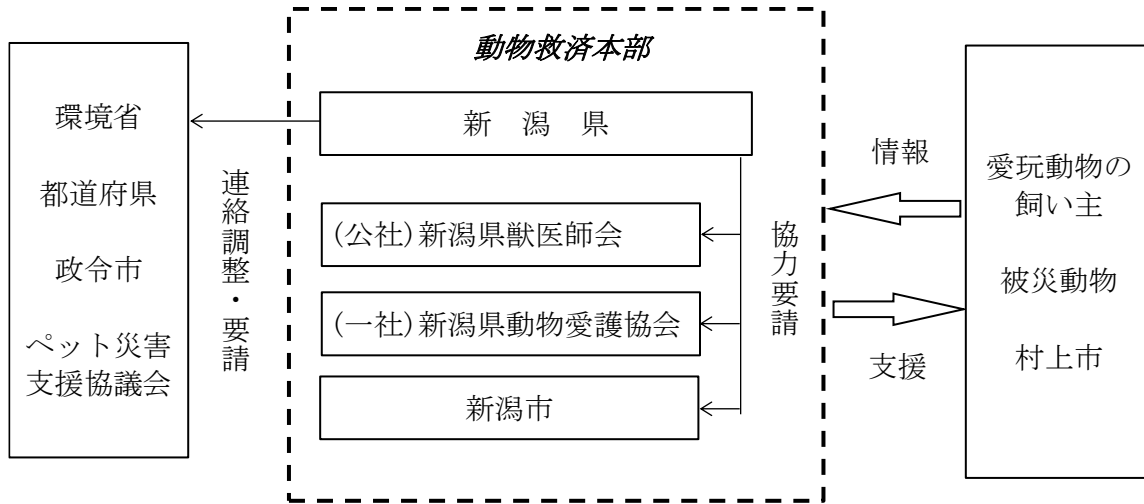 環境省
都道府県
政令市
ペット災害
支援協議会
連絡調整・要請
動物救済本部
新潟県
(公社)新潟県獣医師会
(一社)新潟県動物愛護協会
新潟市
協力要請
情報
支援
愛玩動物の
飼い主
被災動物
村上市